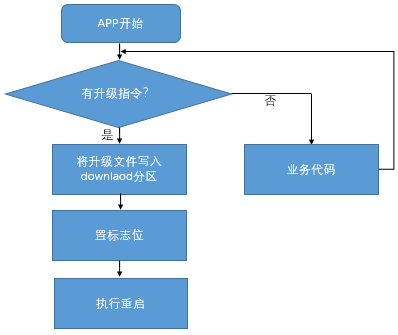 APP开始
有升级指令？
否
是
将升级文件写入
downlaod分区
业务代码
置标志位
执行重启